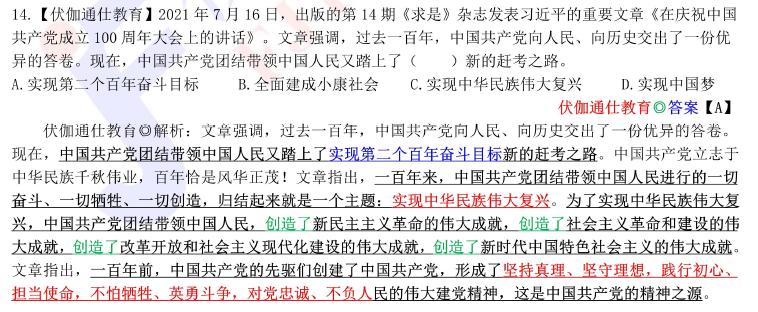 14.【伏伽通仕教育】2021 年 7 月 16 日，出版的第 14 期《求是》杂志发表习近平的重要文章《在庆祝中国
共产党成立 100 周年大会上的讲话》。文章强调，过去一百年，中国共产党向人民、向历史交出了一份优
异的答卷。现在，中国共产党团结带领中国人民又踏上了（　　）新的赶考之路。
A.实现第二个百年奋斗目标　　B.全面建成小康社会　　C.实现中华民族伟大复兴　　D.实现中国梦
伏伽通仕教育◎答案【A】
伏伽通仕教育◎解析：文章强调，过去一百年，中国共产党向人民、向历史交出了一份优异的答卷。
现在，中国共产党团结带领中国人民又踏上了实现第二个百年奋斗目标新的赶考之路。中国共产党立志于
中华民族千秋伟业，百年恰是风华正茂！文章指出，一百年来，中国共产党团结带领中国人民进行的一切
奋斗、一切牺牲、一切创造，归结起来就是一个主题：实现中华民族伟大复兴。为了实现中华民族伟大复
兴，中国共产党团结带领中国人民，创造了新民主主义革命的伟大成就，创造了社会主义革命和建设的伟
大成就，创造了改革开放和社会主义现代化建设的伟大成就，创造了新时代中国特色社会主义的伟大成就。
文章指出，一百年前，中国共产党的先驱们创建了中国共产党，形成了坚持真理、坚守理想，践行初心、
担当使命，不怕牺牲、英勇斗争，对党忠诚、不负人民的伟大建党精神，这是中国共产党的精神之源。